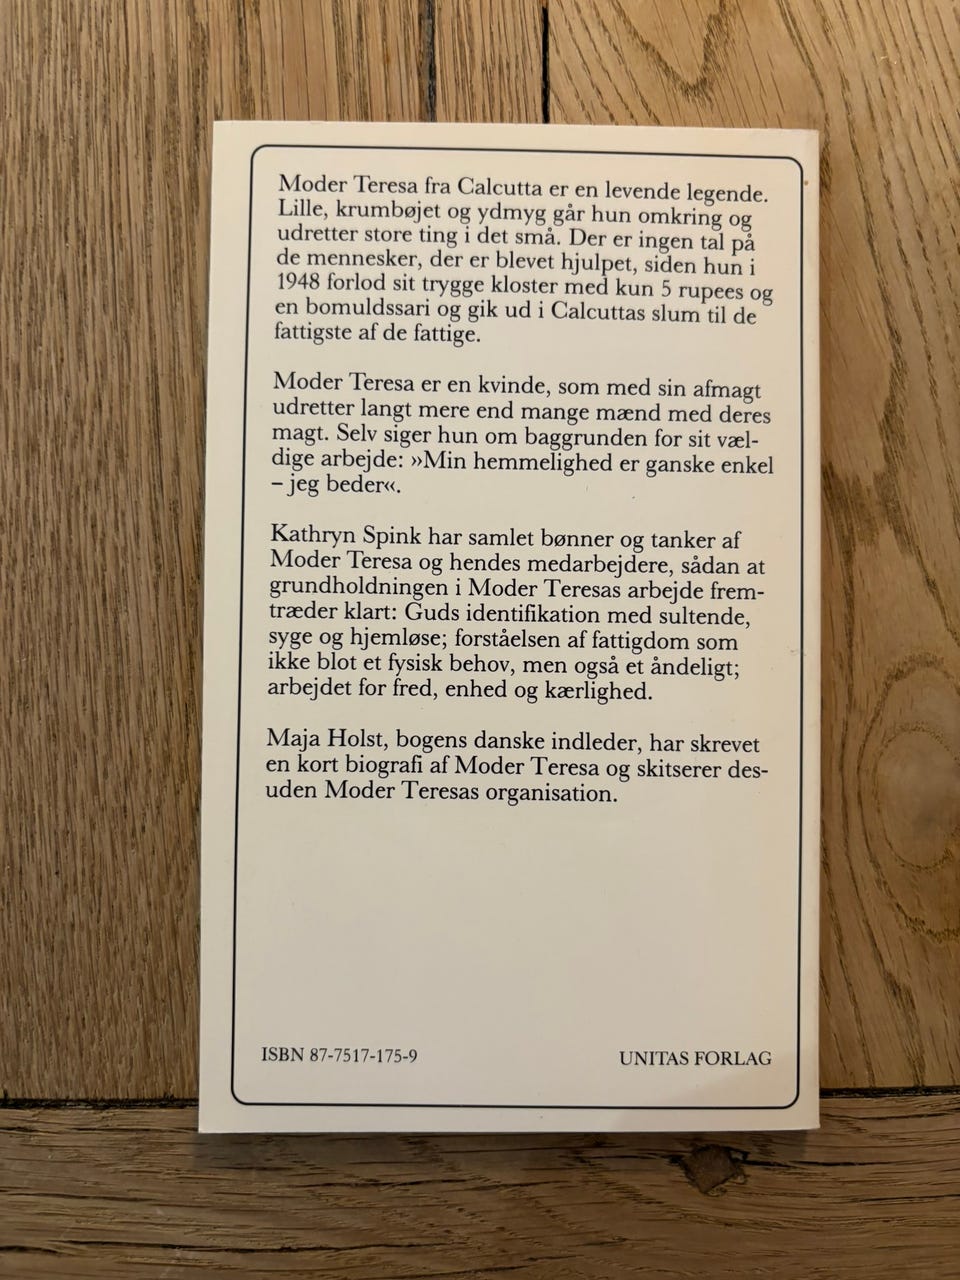 Moder Teresa fra Calcutta er en levende legende.
Lille, krumbøjet og ydmyg går hun omkring og
udretter store ting i det små. Der er ingen tal på
de mennesker, der er blevet hjulpet, siden hun i
1948 forlod sit trygge kloster med kun 5 rupees og
en bomuldssari og gik ud i Calcuttas slum til de
fattigste af de fattige.
Moder Teresa er en kvinde, som med sin afmagt
udretter langt mere end mange mænd med deres
magt. Selv siger hun om baggrunden for sit væl-
dige arbejde: »Min hemmelighed er ganske enkel
– jeg beder«.
Kathryn Spink har samlet bønner og tanker af
Moder Teresa og hendes medarbejdere, sådan at
grundholdningen i Moder Teresas arbejde frem-
træder klart: Guds identifikation med sultende,
syge og hjemløse; forståelsen af fattigdom som
ikke blot et fysisk behov, men også et åndeligt;
arbejdet for fred, enhed og kærlighed.
Maja Holst, bogens danske indleder, har skrevet
en kort biografi af Moder Teresa og skitserer des-
uden Moder Teresas organisation.
ISBN 87-7517-175-9 UNITAS FORLAG